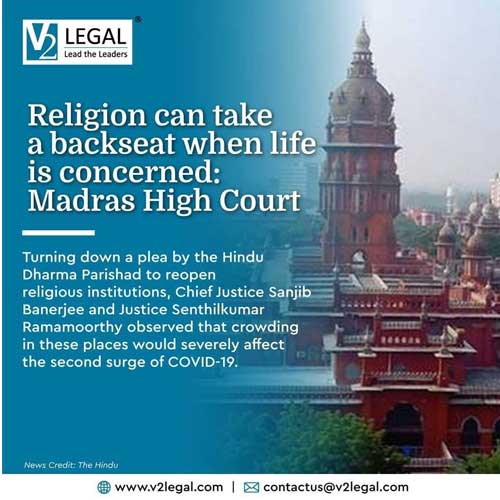 V2 LEGAL
Lead the Leaders
®
Religion can take
a backseat when life
is concerned:
Madras High Court
Turning down a plea by the Hindu
Dharma Parishad to reopen
religious institutions, Chief Justice Sanjib
Banerjee and Justice Senthilkumar
Ramamoorthy observed that crowding
in these places would severely affect
the second surge of COVID-19.
News Credit: The Hindu
www.v2legal.com | contactus@v2legal.com